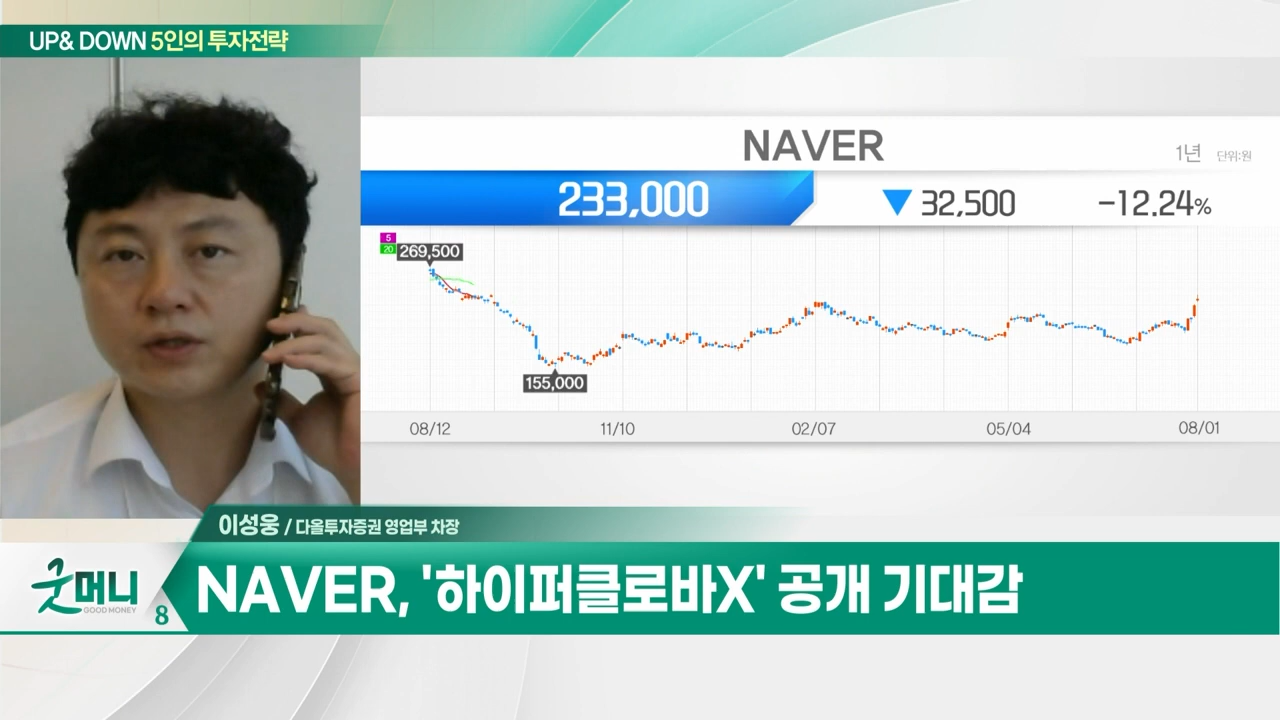 UP& DOWN 5인의 투자전략
NAVER
1년 단위:원
233,000 ▼ 32,500 -12.24%
5
20
269,500
155,000
08/12 11/10 02/07 05/04 08/01
이성웅 / 다올투자증권 영업부 차장
굿머니
GOOD MONEY
8
NAVER, '하이퍼클로바X' 공개 기대감